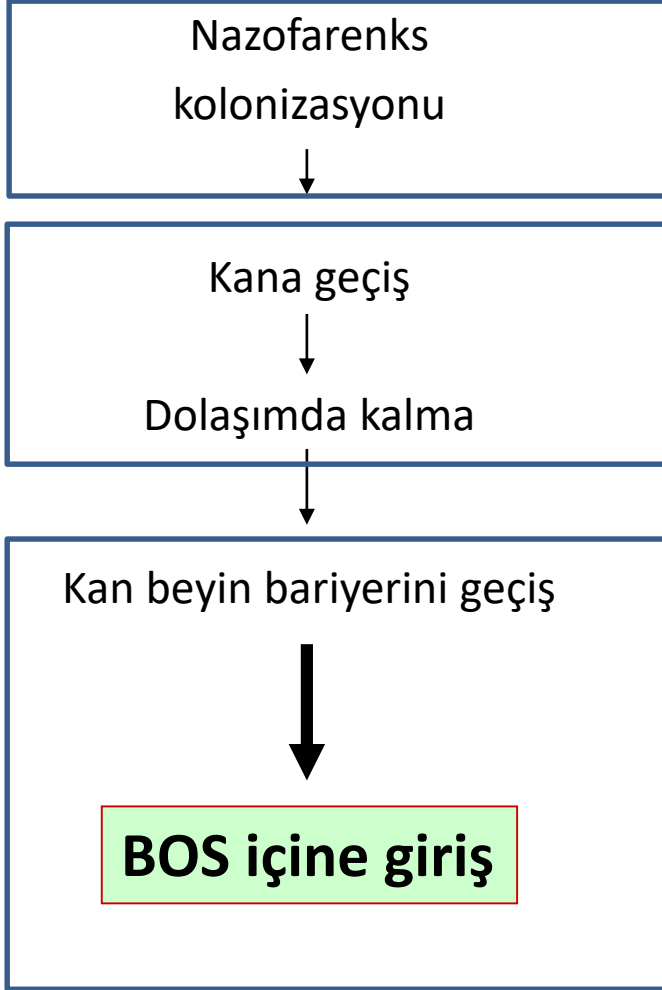 Nazofarenks
kolonizasyonu
Kana geçiş
Dolaşımda kalma
Kan beyin bariyerini geçiş
BOS içine giriş